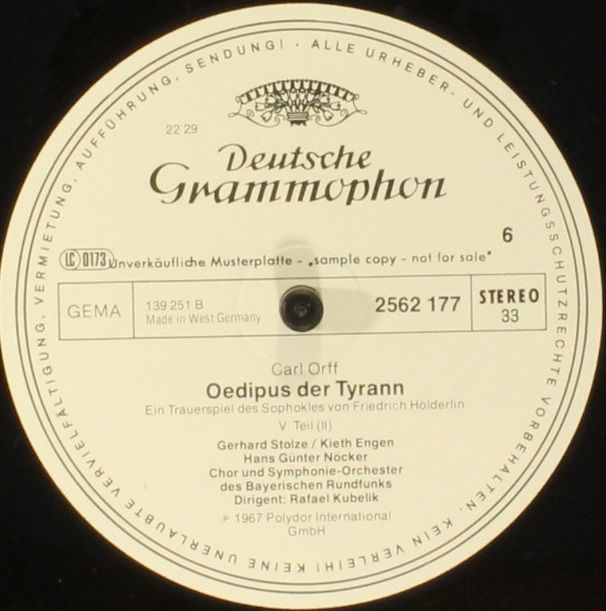 ALLE URHEBER- UND LEISTUNGSSCHUTZRECHTE VORBEHALTEN. KEIN VERLEIH! KEINE UNERLAUBTE VERVIELFÄLTIGUNG, VERMIETUNG, AUFFÜHRUNG, SENDUNG! ·
22'29
Deutsche
Grammophon
6
LC 0173 Unverkäufliche Musterplatte - „sample copy - not for sale"
GEMA
139 251 B
Made in West Germany
2562 177
STEREO
33
Carl Orff
Oedipus der Tyrann
Ein Trauerspiel des Sophokles von Friedrich Hölderlin
V. Teil (II)
Gerhard Stolze / Kieth Engen
Hans Günter Nöcker
Chor und Symphonie-Orchester
des Bayerischen Rundfunks
Dirigent: Rafael Kubelik
℗ 1967 Polydor International
GmbH